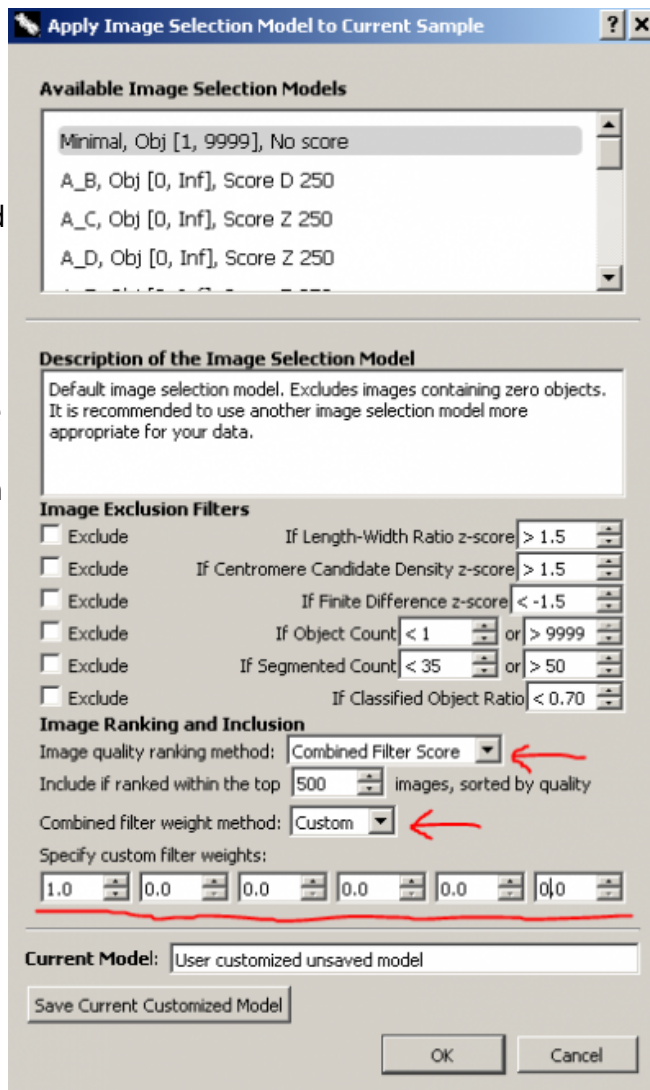 Apply Image Selection Model to Current Sample
Available Image Selection Models
Minimal, Obj [1, 9999], No score
A_B, Obj [0, Inf], Score D 250
A_C, Obj [0, Inf], Score Z 250
A_D, Obj [0, Inf], Score Z 250
Description of the Image Selection Model
Default image selection model. Excludes images containing zero objects.
It is recommended to use another image selection model more
appropriate for your data.
Image Exclusion Filters
Exclude If Length-Width Ratio z-score > 1.5
Exclude If Centromere Candidate Density z-score > 1.5
Exclude If Finite Difference z-score < -1.5
Exclude If Object Count < 1 or > 9999
Exclude If Segmented Count < 35 or > 50
Exclude If Classified Object Ratio < 0.70
Image Ranking and Inclusion
Image quality ranking method: Combined Filter Score
Include if ranked within the top 500 images, sorted by quality
Combined filter weight method: Custom
Specify custom filter weights:
1.0 0.0 0.0 0.0 0.0 0.0
Current Model: User customized unsaved model
Save Current Customized Model
OK Cancel